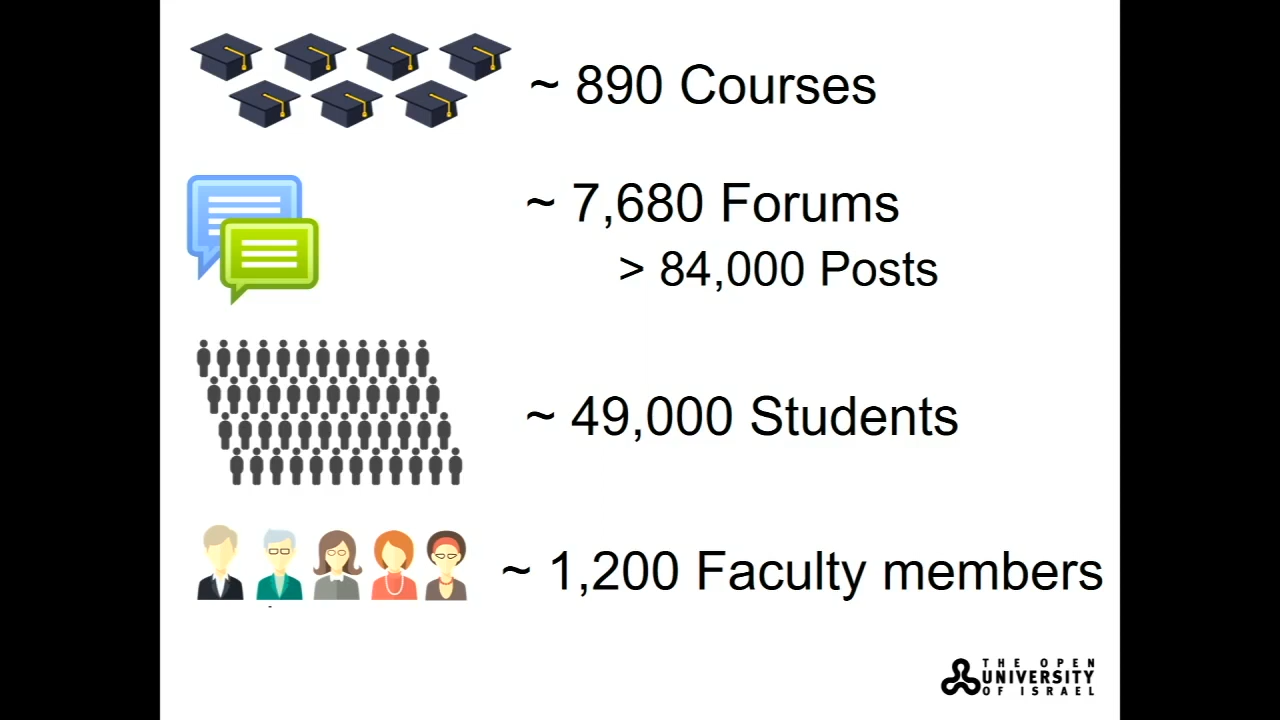 ~ 890 Courses
~ 7,680 Forums
> 84,000 Posts
~ 49,000 Students
~ 1,200 Faculty members
THE OPEN
UNIVERSITY
OF ISRAEL